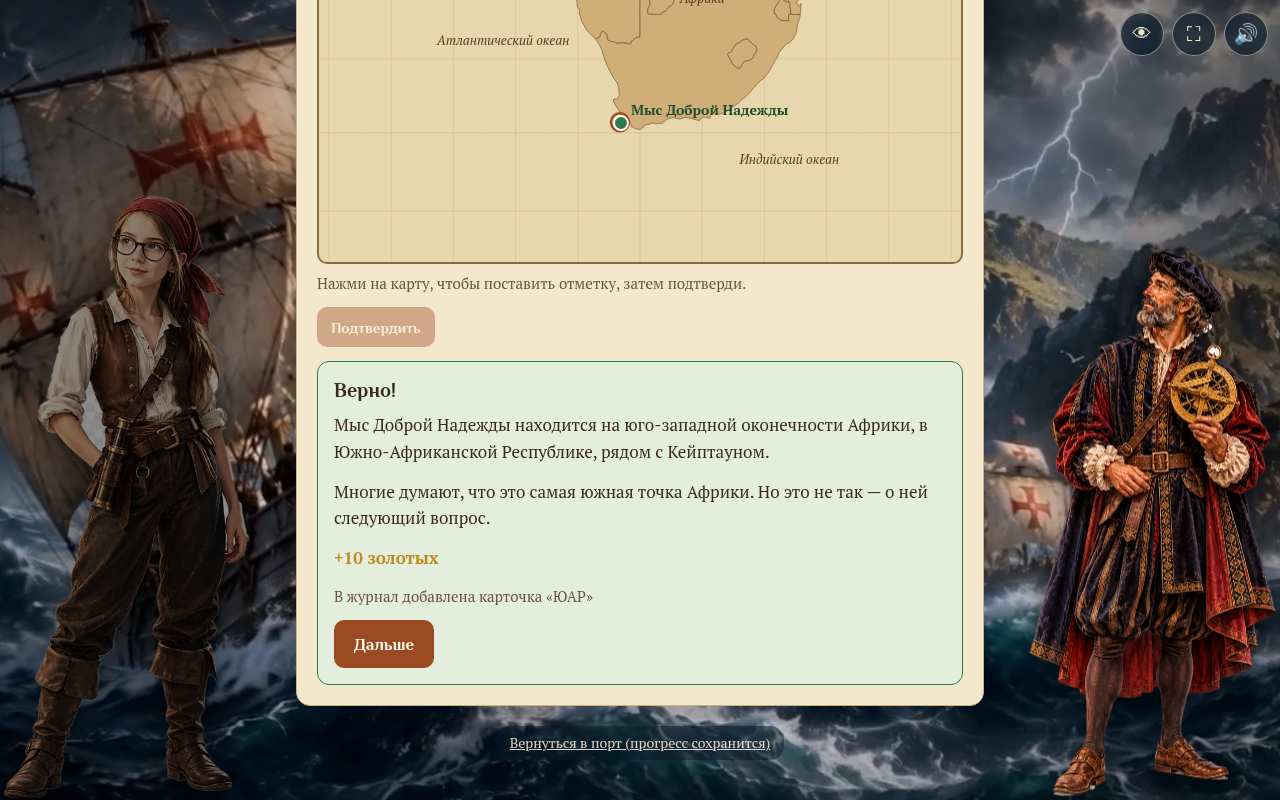 Африка
Атлантический океан
Мыс Доброй Надежды
Индийский океан
Нажми на карту, чтобы поставить отметку, затем подтверди.
Подтвердить
Верно!
Мыс Доброй Надежды находится на юго-западной оконечности Африки, в
Южно-Африканской Республике, рядом с Кейптауном.
Многие думают, что это самая южная точка Африки. Но это не так — о ней
следующий вопрос.
+10 золотых
В журнал добавлена карточка «ЮАР»
Дальше
Вернуться в порт (прогресс сохранится)